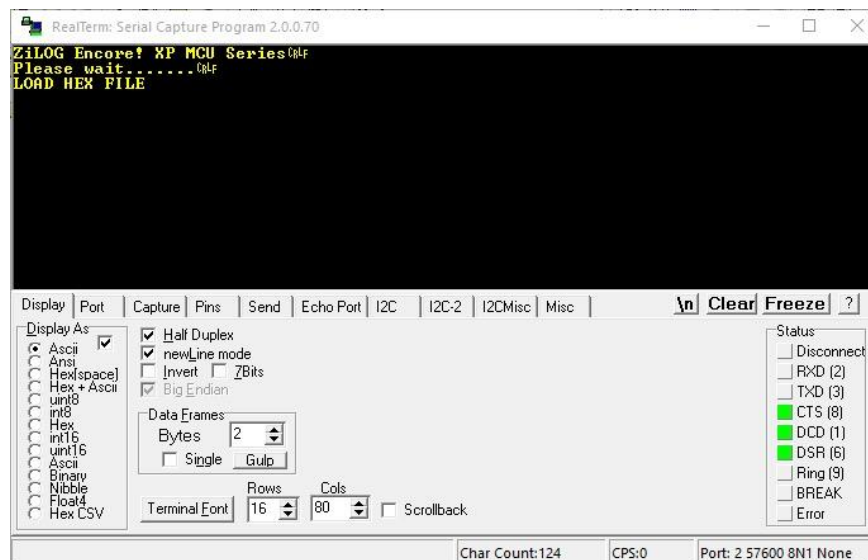 RealTerm: Serial Capture Program 2.0.0.70
ZiLOG Encore! XP MCU SeriesCRLF
Please wait.......CRLF
LOAD HEX FILE
Display Port Capture Pins Send Echo Port I2C I2C-2 I2CMisc Misc \n Clear Freeze ?
Display As
Ascii
Ansi
Hex[space]
Hex + Ascii
uint8
int8
Hex
int16
uint16
Ascii
Binary
Nibble
Float4
Hex CSV
Half Duplex
newLine mode
Invert 7Bits
Big Endian
Data Frames
Bytes 2
Single Gulp
Rows Cols
Terminal Font 16 80 Scrollback
Status
Disconnect
RXD (2)
TXD (3)
CTS (8)
DCD (1)
DSR (6)
Ring (9)
BREAK
Error
Char Count:124 CPS:0 Port: 2 57600 8N1 None